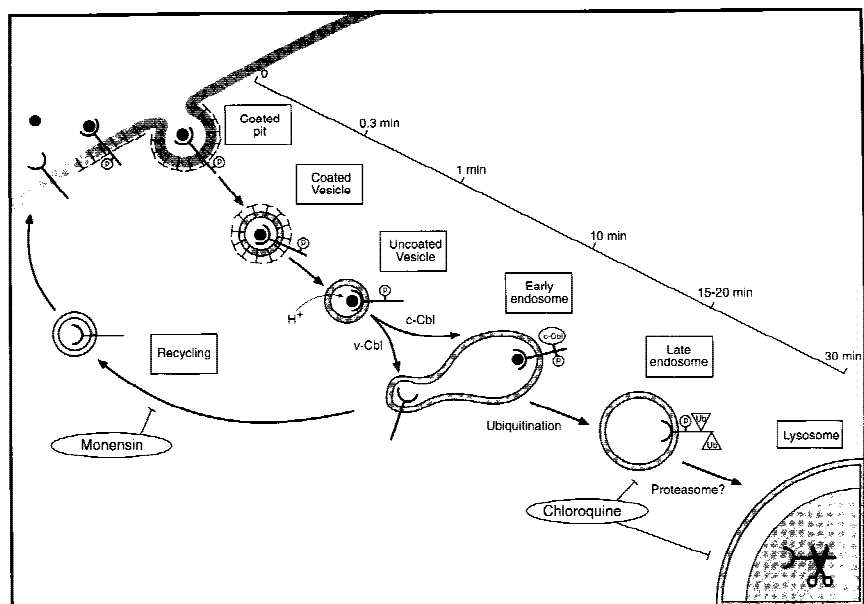 0
Coated
pit
0.3 min
P
P
1 min
Coated
Vesicle
P
10 min
Uncoated
Vesicle
P
H+
c-Cbl
v-Cbl
Early
endosome
15-20 min
c-Cbl
P
Recycling
Late
endosome
30 min
Monensin
Ubiquitination
P
Ub
Ub
Lysosome
Proteasome?
Chloroquine